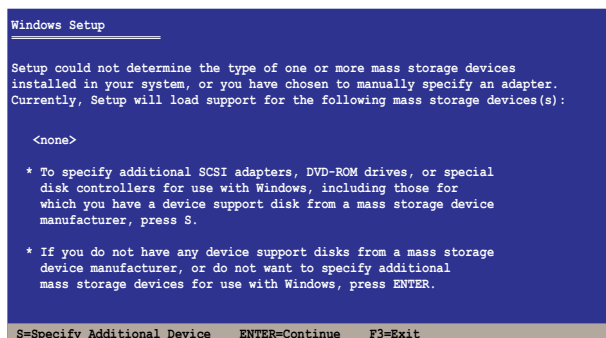 Windows Setup
Setup could not determine the type of one or more mass storage devices
installed in your system, or you have chosen to manually specify an adapter.
Currently, Setup will load support for the following mass storage devices(s):
<none>
* To specify additional SCSI adapters, DVD-ROM drives, or special
disk controllers for use with Windows, including those for
which you have a device support disk from a mass storage device
manufacturer, press S.
* If you do not have any device support disks from a mass storage
device manufacturer, or do not want to specify additional
mass storage devices for use with Windows, press ENTER.
S=Specify Additional Device ENTER=Continue F3=Exit